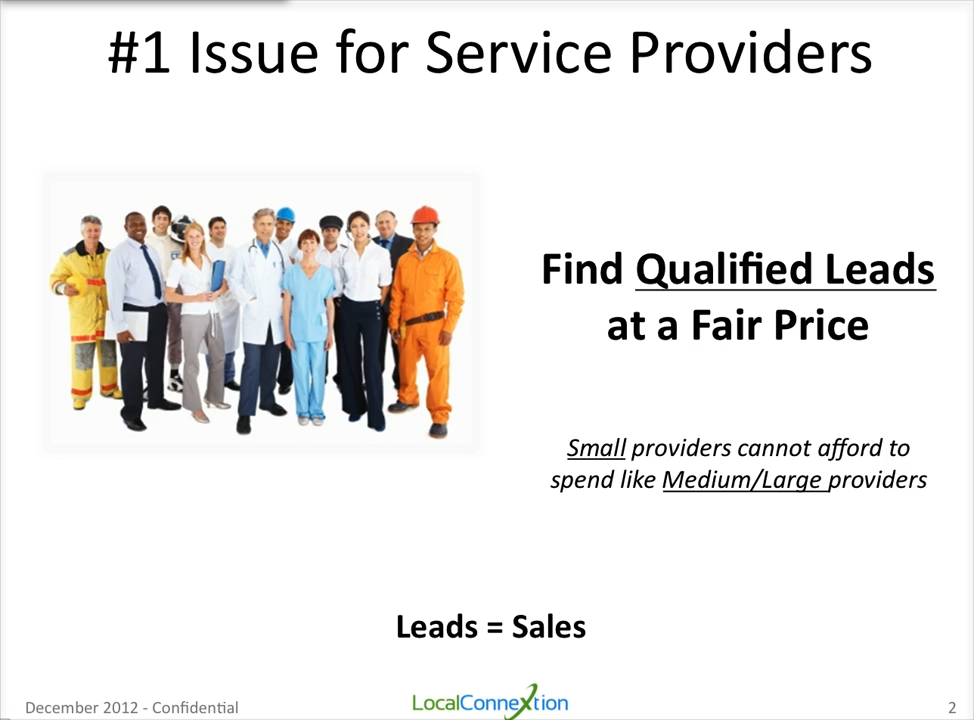 #1 Issue for Service Providers
Find Qualified Leads
at a Fair Price
Small providers cannot afford to
spend like Medium/Large providers
Leads = Sales
December 2012 - Confidential
LocalConnextion
2